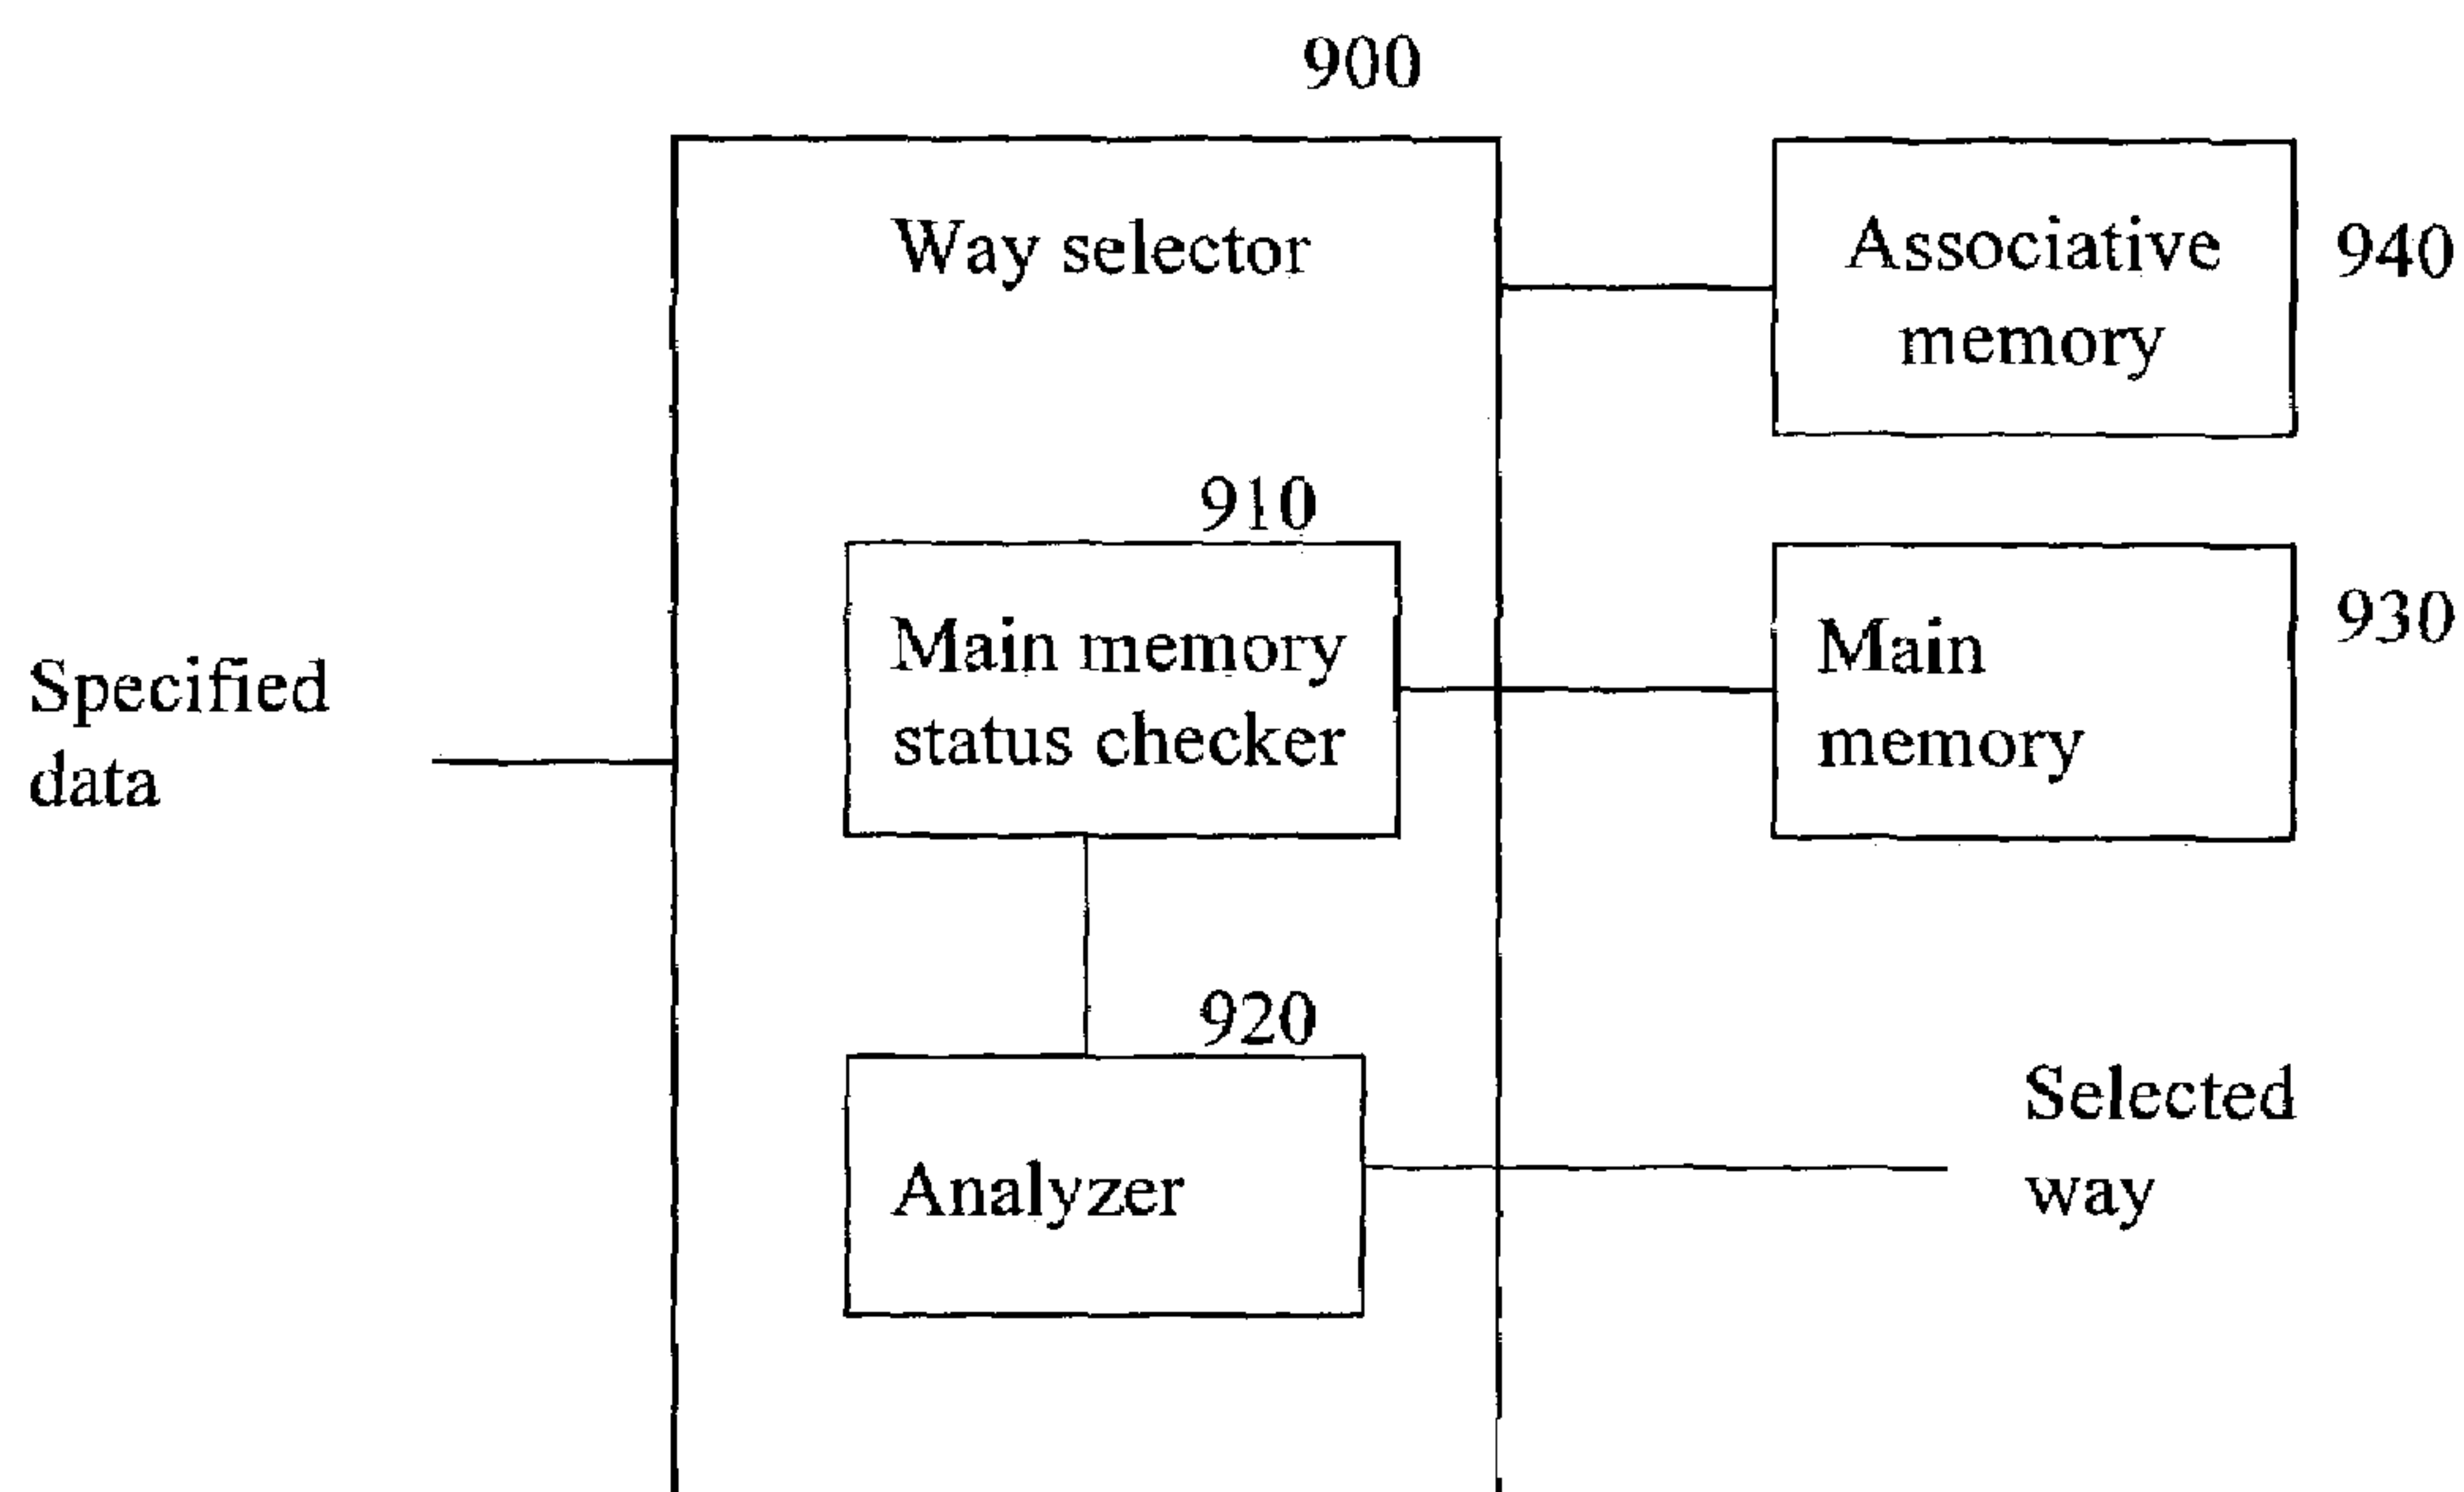 900
Way selector
Associative
memory
940
910
Main memory
status checker
Main
memory
930
Specified
data
920
Analyzer
Selected
way